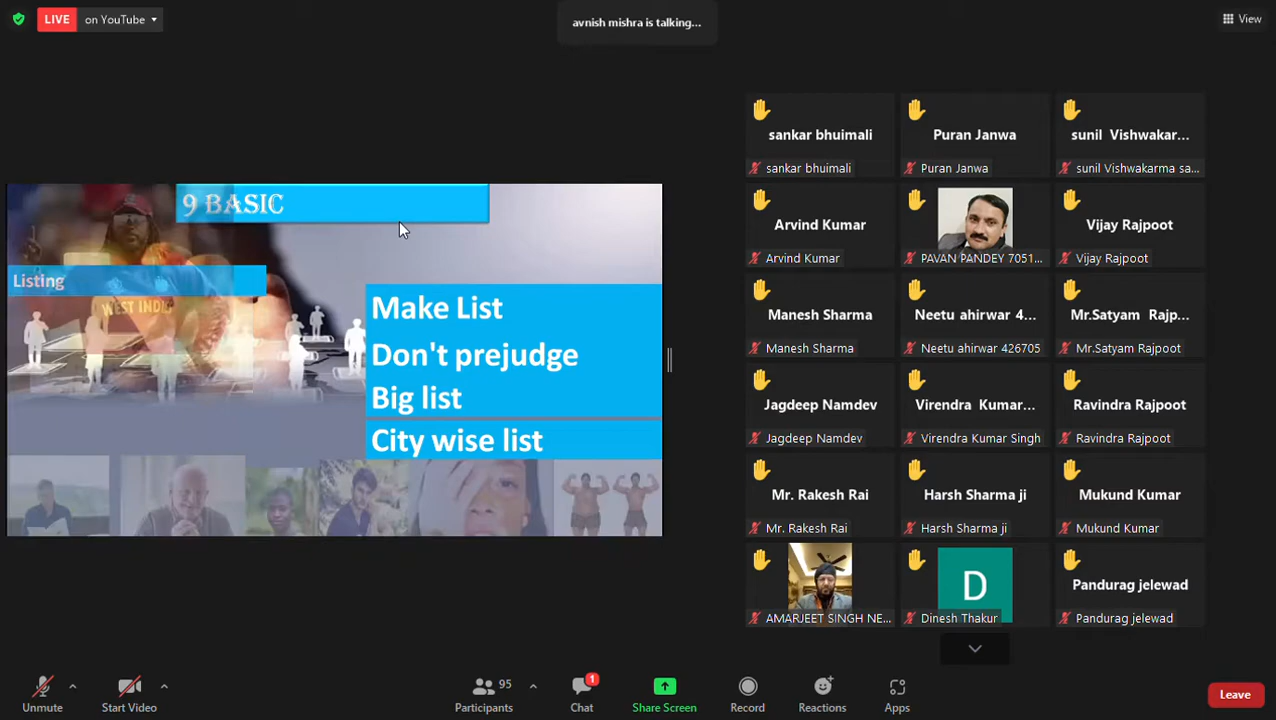 LIVE on YouTube
avnish mishra is talking...
View
9 BASIC
Listing
WEST INDI
Make List
Don't prejudge
Big list
City wise list
sankar bhuimali
sankar bhuimali
Puran Janwa
Puran Janwa
sunil Vishwakar...
sunil Vishwakarma sa...
Arvind Kumar
Arvind Kumar
PAVAN PANDEY 7051...
Vijay Rajpoot
Vijay Rajpoot
Manesh Sharma
Manesh Sharma
Neetu ahirwar 4...
Neetu ahirwar 426705
Mr.Satyam Rajp...
Mr.Satyam Rajpoot
Jagdeep Namdev
Jagdeep Namdev
Virendra Kumar...
Virendra Kumar Singh
Ravindra Rajpoot
Ravindra Rajpoot
Mr. Rakesh Rai
Mr. Rakesh Rai
Harsh Sharma ji
Harsh Sharma ji
Mukund Kumar
Mukund Kumar
AMARJEET SINGH NE...
D
Dinesh Thakur
Pandurag jelewad
Pandurag jelewad
Unmute
Start Video
95
Participants
1
Chat
Share Screen
Record
Reactions
Apps
Leave